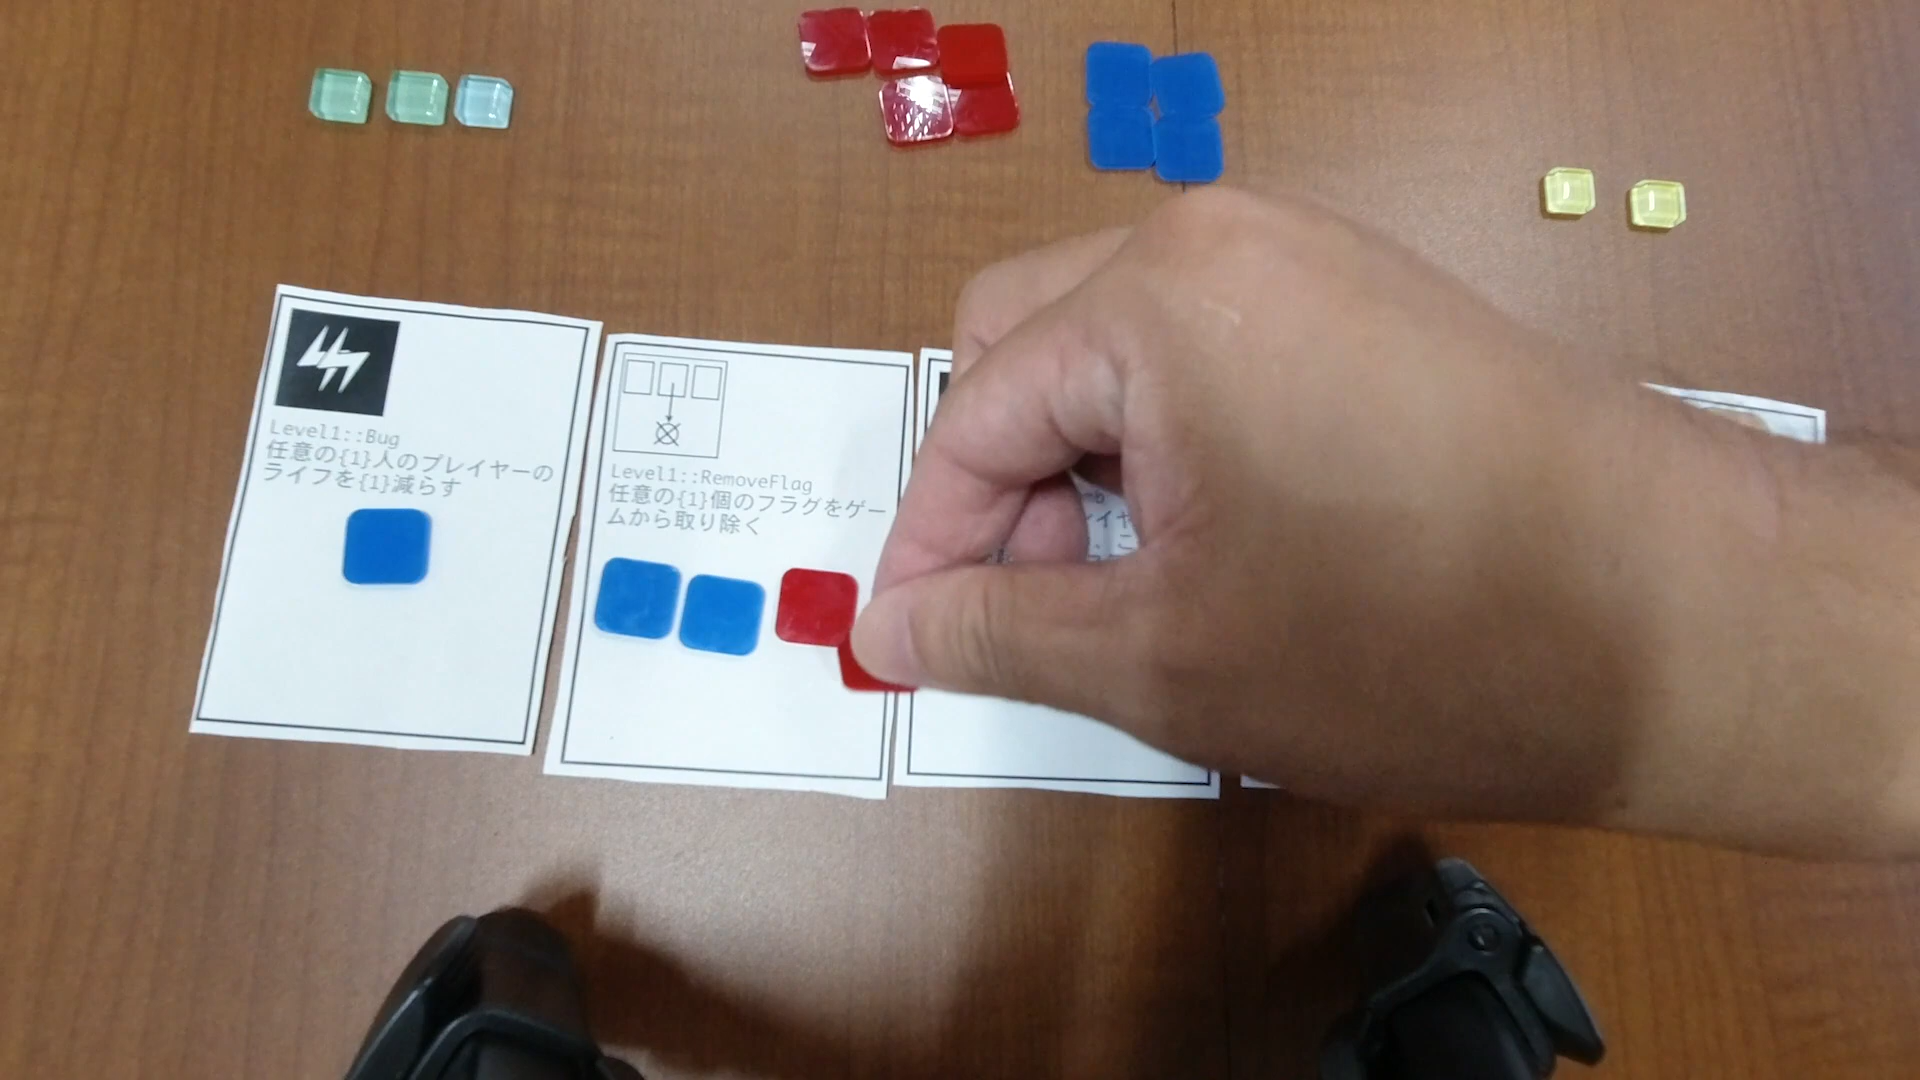 Level1::Bug
任意の{1}人のプレイヤーの
ライフを{1}減らす
Level1::RemoveFlag
任意の{1}個のフラグをゲー
ムから取り除く